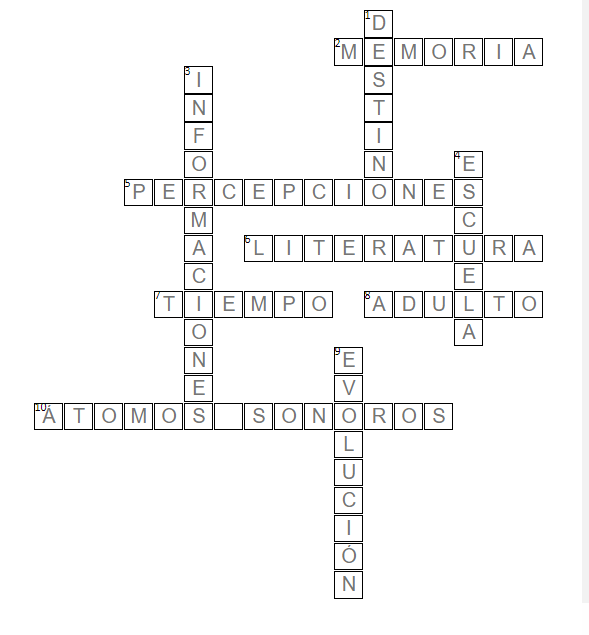 1 DESTINO
2 MEMORIA
3 INFORMACIONES
4 ESCUELA
5 PERCEPCIONES
6 LITERATURA
7 TIEMPO
8 ADULTO
9 EVOLUCIÓN
10 ÁTOMOS SONOROS